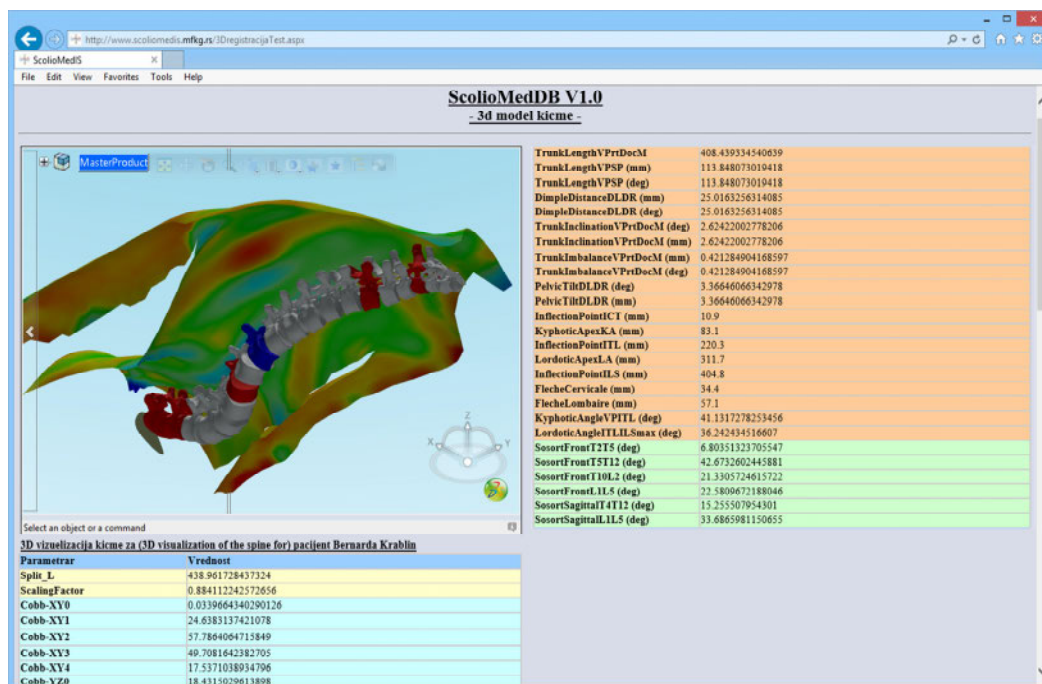 http://www.scoliomedis.mfkg.rs/3DregistracijaTest.aspx
ScolioMedIS
File Edit View Favorites Tools Help
ScolioMedDB V1.0
- 3d model kicme -
MasterProduct
Z
X
Y
Select an object or a command
TrunkLengthVPrtDocM 408.439334540639
TrunkLengthVPSP (mm) 113.848073019418
TrunkLengthVPSP (deg) 113.848073019418
DimpleDistanceDLDR (mm) 25.0163256314085
DimpleDistanceDLDR (deg) 25.0163256314085
TrunkInclinationVPrtDocM (deg) 2.62422002778206
TrunkInclinationVPrtDocM (mm) 2.62422002778206
TrunkImbalanceVPrtDocM (mm) 0.421284904168597
TrunkImbalanceVPrtDocM (deg) 0.421284904168597
PelvicTiltDLDR (deg) 3.36646066342978
PelvicTiltDLDR (mm) 3.36646066342978
InflectionPointICT (mm) 10.9
KyphoticApexKA (mm) 83.1
InflectionPointITL (mm) 220.3
LordoticApexLA (mm) 311.7
InflectionPointILS (mm) 404.8
FlecheCervicale (mm) 34.4
FlecheLombaire (mm) 57.1
KyphoticAngleVPITL (deg) 41.1317278253456
LordoticAngleITLILSmax (deg) 36.242434516607
SosortFrontT2T5 (deg) 6.80351323705547
SosortFrontT5T12 (deg) 42.6732602445881
SosortFrontT10L2 (deg) 21.3305724615722
SosortFrontL1L5 (deg) 22.5809672188046
SosortSagittalT4T12 (deg) 15.255507954301
SosortSagittalL1L5 (deg) 33.6865981150655
3D vizuelizacija kicme za (3D visualization of the spine for) pacijent Bernarda Krablin
Parametrar Vrednost
Split_L 438.961728437324
ScalingFactor 0.884112242572656
Cobb-XY0 0.0339664340290126
Cobb-XY1 24.6383137421078
Cobb-XY2 57.7864064715849
Cobb-XY3 49.7081642382705
Cobb-XY4 17.5371038934796
Cobb-YZ0 18.4315029613898